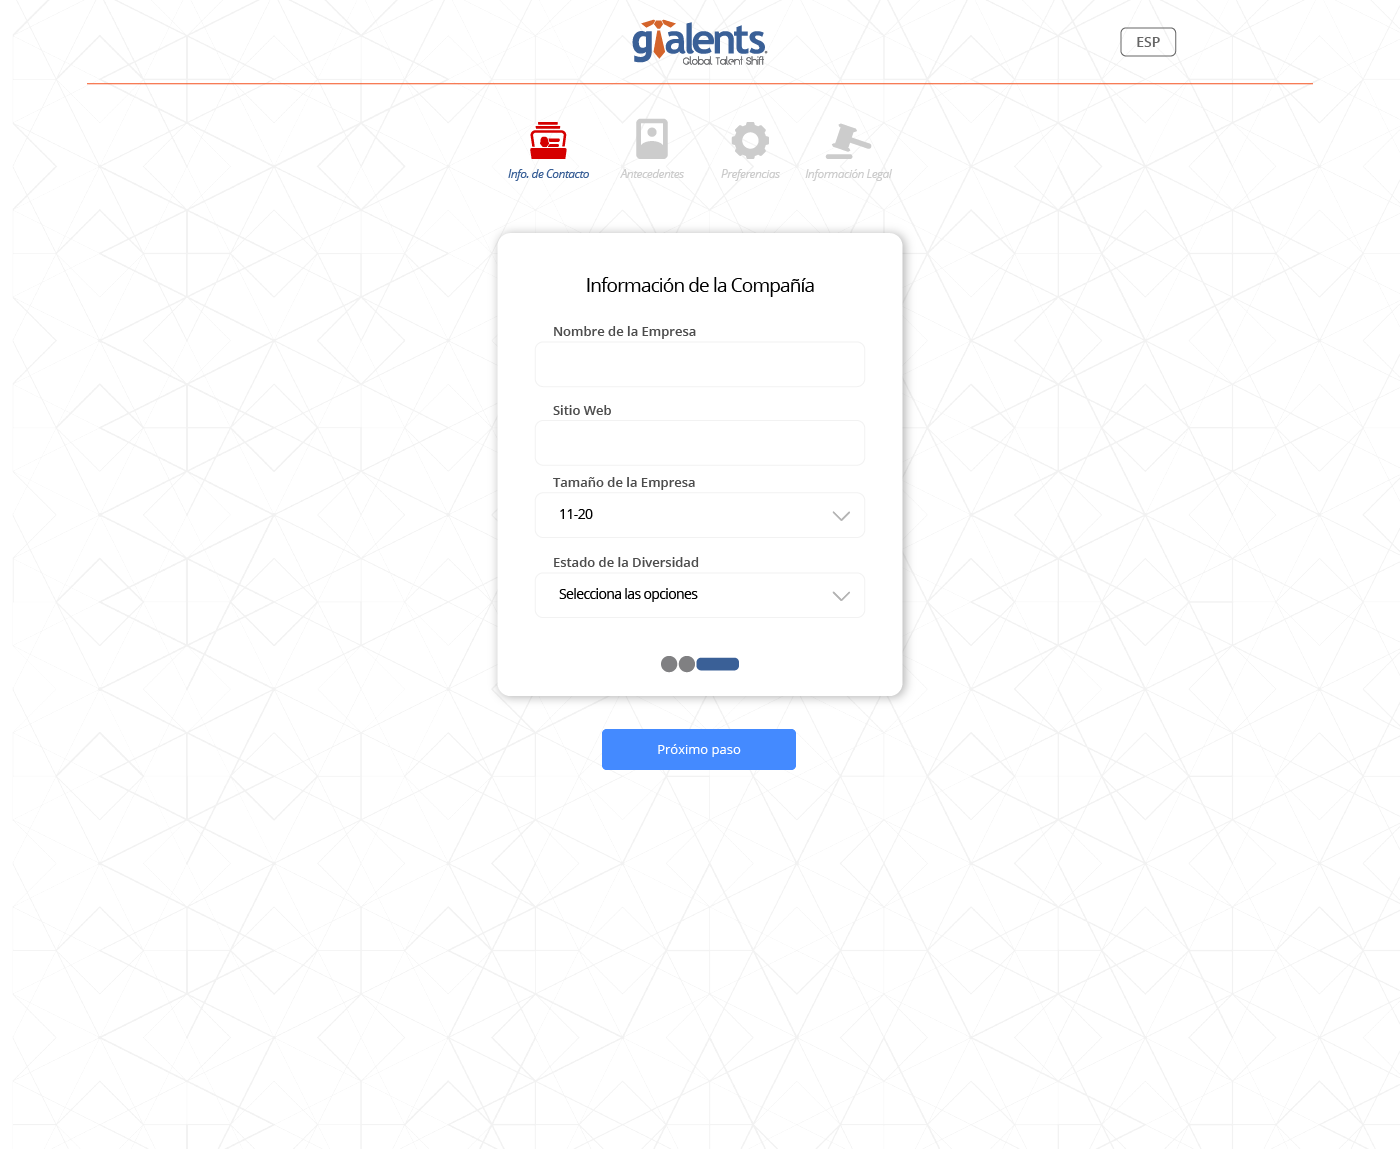 gtalents
Global Talent Shift
ESP
Info. de Contacto
Antecedentes
Preferencias
Información Legal
Información de la Compañía
Nombre de la Empresa
Sitio Web
Tamaño de la Empresa
11-20
Estado de la Diversidad
Selecciona las opciones
Próximo paso